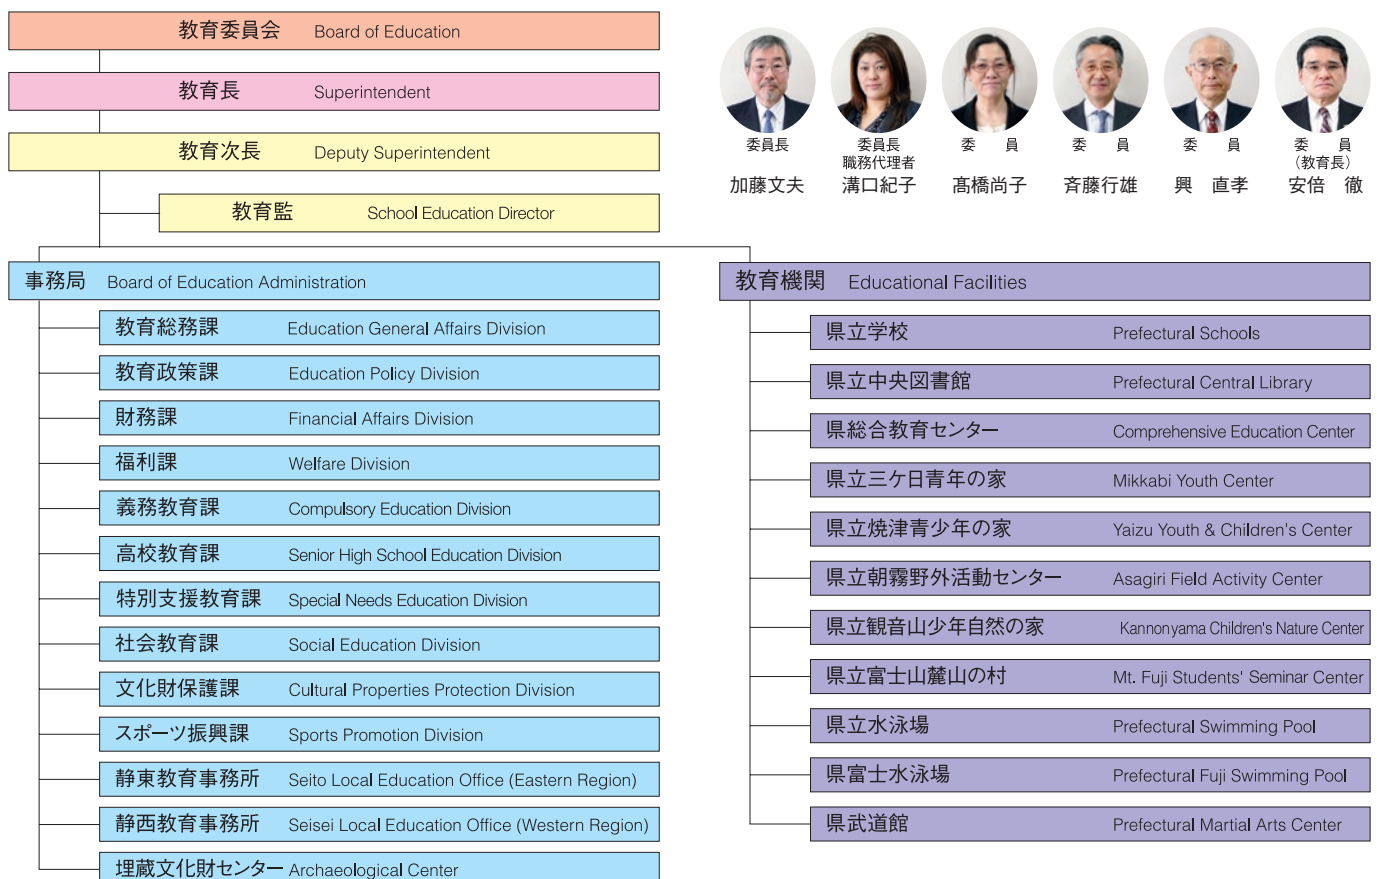 教育委員会 Board of Education
教育長 Superintendent
教育次長 Deputy Superintendent
教育監 School Education Director
委員長
加藤文夫
委員長
職務代理者
溝口紀子
委 員
髙橋尚子
委 員
斉藤行雄
委 員
興 直孝
委 員
（教育長）
安倍 徹
事務局 Board of Education Administration
教育総務課 Education General Affairs Division
教育政策課 Education Policy Division
財務課 Financial Affairs Division
福利課 Welfare Division
義務教育課 Compulsory Education Division
高校教育課 Senior High School Education Division
特別支援教育課 Special Needs Education Division
社会教育課 Social Education Division
文化財保護課 Cultural Properties Protection Division
スポーツ振興課 Sports Promotion Division
静東教育事務所 Seito Local Education Office (Eastern Region)
静西教育事務所 Seisei Local Education Office (Western Region)
埋蔵文化財センター Archaeological Center
教育機関 Educational Facilities
県立学校 Prefectural Schools
県立中央図書館 Prefectural Central Library
県総合教育センター Comprehensive Education Center
県立三ケ日青年の家 Mikkabi Youth Center
県立焼津青少年の家 Yaizu Youth & Children's Center
県立朝霧野外活動センター Asagiri Field Activity Center
県立観音山少年自然の家 Kannonyama Children's Nature Center
県立富士山麓山の村 Mt. Fuji Students' Seminar Center
県立水泳場 Prefectural Swimming Pool
県富士水泳場 Prefectural Fuji Swimming Pool
県武道館 Prefectural Martial Arts Center